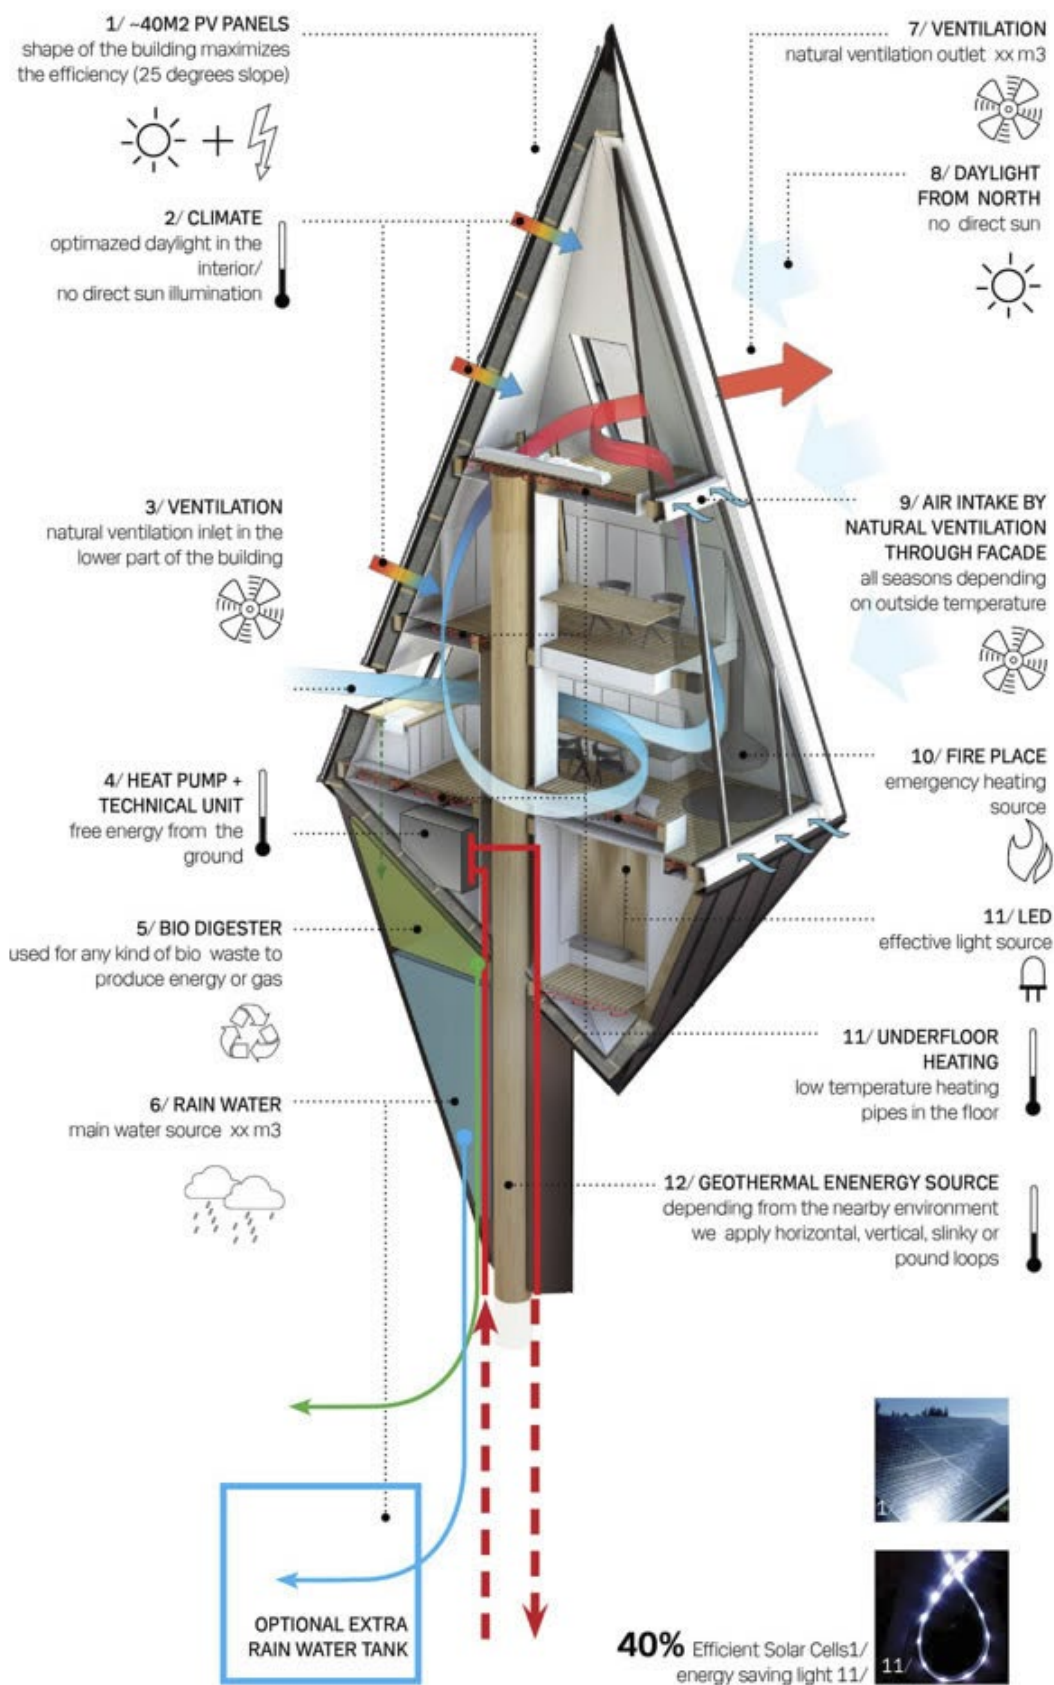 1/ ~40M2 PV PANELS
shape of the building maximizes
the efficiency (25 degrees slope)
2/ CLIMATE
optimazed daylight in the
interior/
no direct sun illumination
3/ VENTILATION
natural ventilation inlet in the
lower part of the building
4/ HEAT PUMP +
TECHNICAL UNIT
free energy from the
ground
5/ BIO DIGESTER
used for any kind of bio waste to
produce energy or gas
6/ RAIN WATER
main water source xx m3
OPTIONAL EXTRA
RAIN WATER TANK
7/ VENTILATION
natural ventilation outlet xx m3
8/ DAYLIGHT
FROM NORTH
no direct sun
9/ AIR INTAKE BY
NATURAL VENTILATION
THROUGH FACADE
all seasons depending
on outside temperature
10/ FIRE PLACE
emergency heating
source
11/ LED
effective light source
11/ UNDERFLOOR
HEATING
low temperature heating
pipes in the floor
12/ GEOTHERMAL ENENERGY SOURCE
depending from the nearby environment
we apply horizontal, vertical, slinky or
pound loops
1/
40% Efficient Solar Cells1/
energy saving light 11/
11/